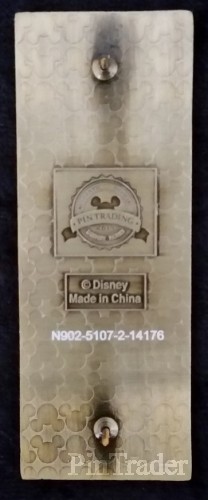 PIN TRADING
© Disney
Made in China
N902-5107-2-14176
PinTrader